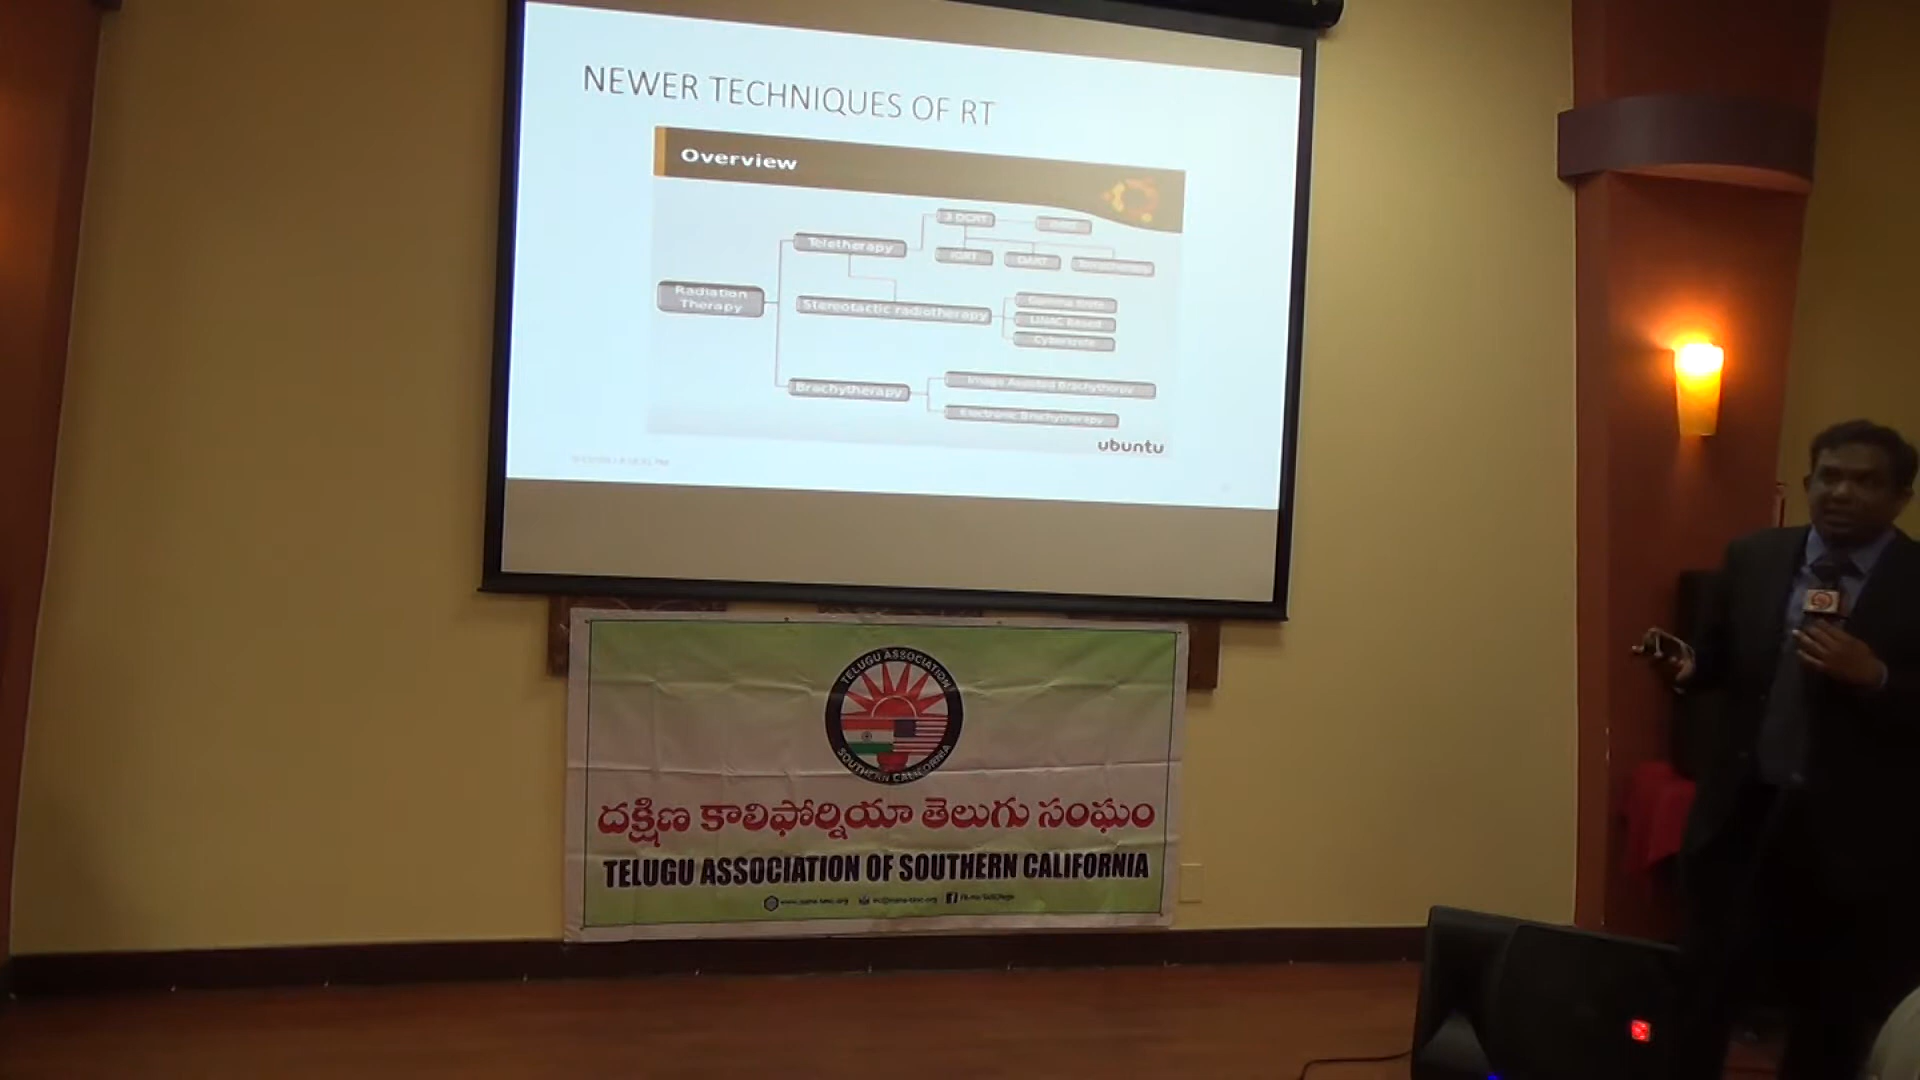 NEWER TECHNIQUES OF RT
Overview
3 DCRT
Teletherapy
IGRT
DART
Radiation
Therapy
Stereotactic radiotherapy
Gamma Knife
LINAC Based
Cyberknife
Brachytherapy
Image Assisted Brachytherapy
Electronic Brachytherapy
ubuntu
TELUGU ASSOCIATION
SOUTHERN CALIFORNIA
దక్షిణ కాలిఫోర్నియా తెలుగు సంఘం
TELUGU ASSOCIATION OF SOUTHERN CALIFORNIA